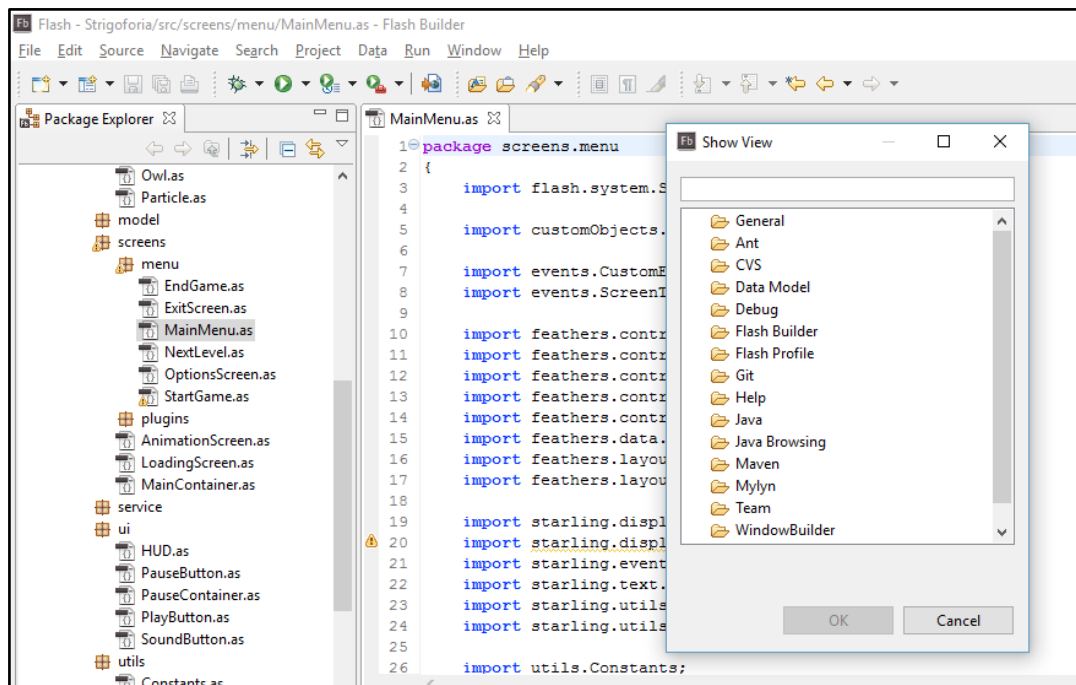 Flash - Strigoforia/src/screens/menu/MainMenu.as - Flash Builder
File Edit Source Navigate Search Project Data Run Window Help
Package Explorer
Owl.as
Particle.as
model
screens
menu
EndGame.as
ExitScreen.as
MainMenu.as
NextLevel.as
OptionsScreen.as
StartGame.as
plugins
AnimationScreen.as
LoadingScreen.as
MainContainer.as
service
ui
HUD.as
PauseButton.as
PauseContainer.as
PlayButton.as
SoundButton.as
utils
Constants.as
MainMenu.as
1 package screens.menu
2 {
3 import flash.system.S
4
5 import customObjects.
6
7 import events.CustomE
8 import events.ScreenT
9
10 import feathers.contr
11 import feathers.contr
12 import feathers.contr
13 import feathers.contr
14 import feathers.contr
15 import feathers.data.
16 import feathers.layou
17 import feathers.layou
18
19 import starling.displ
20 import starling.displ
21 import starling.event
22 import starling.text.
23 import starling.utils
24 import starling.utils
25
26 import utils.Constants;
Fb Show View
General
Ant
CVS
Data Model
Debug
Flash Builder
Flash Profile
Git
Help
Java
Java Browsing
Maven
Mylyn
Team
WindowBuilder
OK Cancel